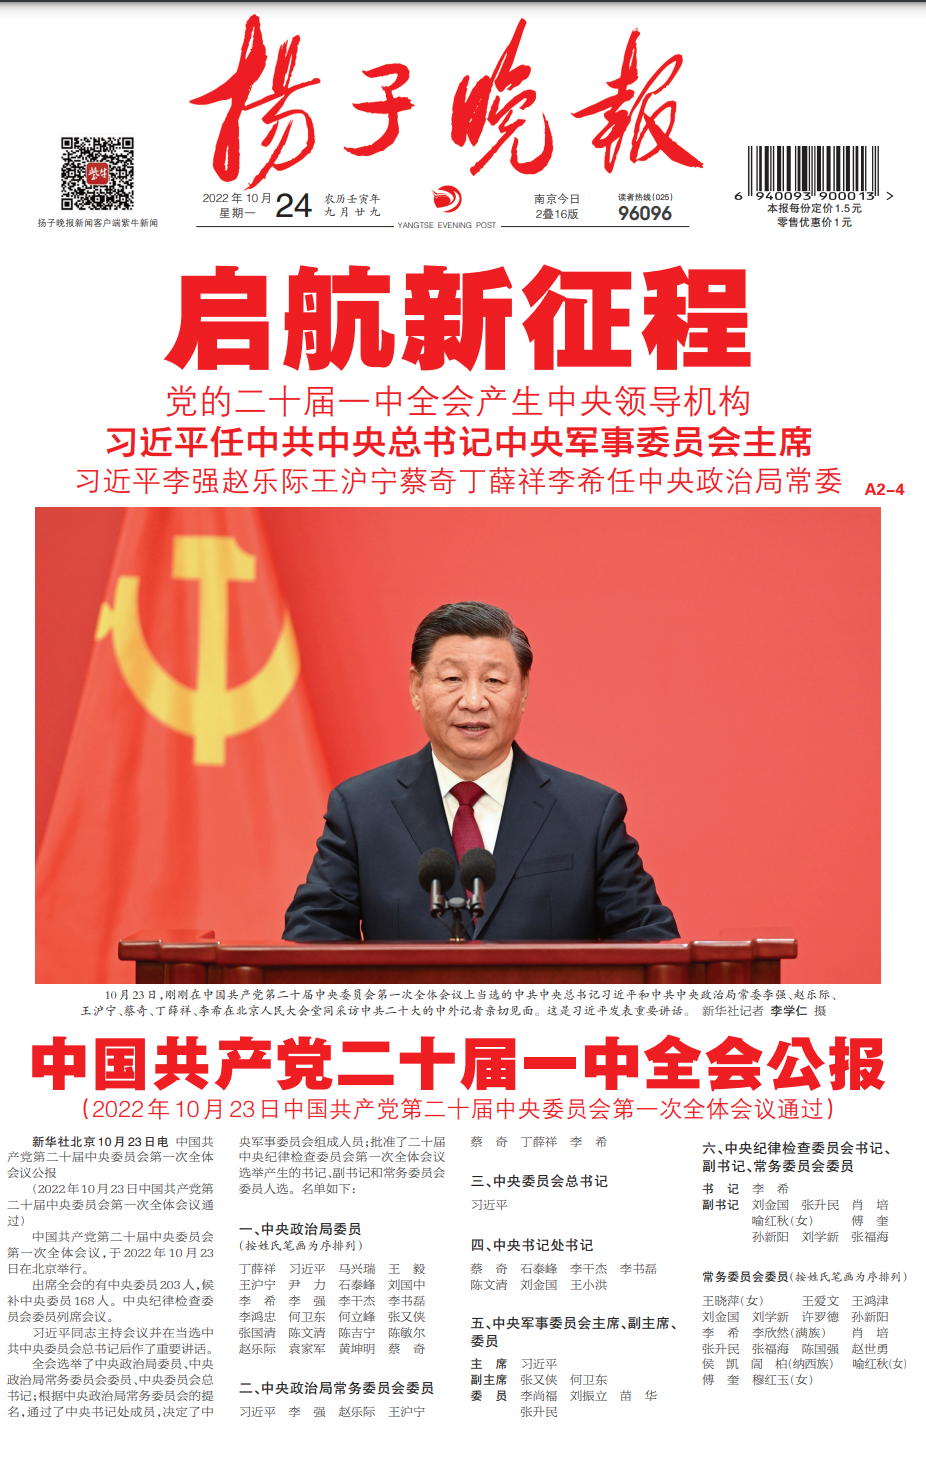 揚子晚報
紫牛
扬子晚报新闻客户端紫牛新闻
2022年10月
星期一
24
农历壬寅年
九月廿九
YANGTSE EVENING POST
南京今日
2叠16版
读者热线(025)
96096
6 940093 900013 >
本报每份定价1.5元
零售优惠价1元
启航新征程
党的二十届一中全会产生中央领导机构
习近平任中共中央总书记中央军事委员会主席
习近平李强赵乐际王沪宁蔡奇丁薛祥李希任中央政治局常委 A2-4
10月23日,刚刚在中国共产党第二十届中央委员会第一次全体会议上当选的中共中央总书记习近平和中共中央政治局常委李强、赵乐际、
王沪宁、蔡奇、丁薛祥、李希在北京人民大会堂同采访中共二十大的中外记者亲切见面。这是习近平发表重要讲话。 新华社记者 李学仁 摄
中国共产党二十届一中全会公报
(2022年10月23日中国共产党第二十届中央委员会第一次全体会议通过)
新华社北京10月23日电 中国共
产党第二十届中央委员会第一次全体
会议公报
(2022年10月23日中国共产党第
二十届中央委员会第一次全体会议通
过)
中国共产党第二十届中央委员会
第一次全体会议,于2022年10月23
日在北京举行。
出席全会的有中央委员203人,候
补中央委员168人。中央纪律检查委
员会委员列席会议。
习近平同志主持会议并在当选中
共中央委员会总书记后作了重要讲话。
全会选举了中央政治局委员、中央
政治局常务委员会委员、中央委员会总
书记;根据中央政治局常务委员会的提
名,通过了中央书记处成员,决定了中
央军事委员会组成人员;批准了二十届
中央纪律检查委员会第一次全体会议
选举产生的书记、副书记和常务委员会
委员人选。名单如下:
一、中央政治局委员
(按姓氏笔画为序排列)
丁薛祥 习近平 马兴瑞 王 毅
王沪宁 尹 力 石泰峰 刘国中
李 希 李 强 李干杰 李书磊
李鸿忠 何卫东 何立峰 张又侠
张国清 陈文清 陈吉宁 陈敏尔
赵乐际 袁家军 黄坤明 蔡 奇
二、中央政治局常务委员会委员
习近平 李 强 赵乐际 王沪宁
蔡 奇 丁薛祥 李 希
三、中央委员会总书记
习近平
四、中央书记处书记
蔡 奇 石泰峰 李干杰 李书磊
陈文清 刘金国 王小洪
五、中央军事委员会主席、副主席、
委员
主 席 习近平
副主席 张又侠 何卫东
委 员 李尚福 刘振立 苗 华
张升民
六、中央纪律检查委员会书记、
副书记、常务委员会委员
书 记 李 希
副书记 刘金国 张升民 肖 培
喻红秋(女) 傅 奎
孙新阳 刘学新 张福海
常务委员会委员(按姓氏笔画为序排列)
王晓萍(女) 王爱文 王鸿津
刘金国 刘学新 许罗德 孙新阳
李 希 李欣然(满族) 肖 培
张升民 张福海 陈国强 赵世勇
侯 凯 訚 柏(纳西族) 喻红秋(女)
傅 奎 穆红玉(女)